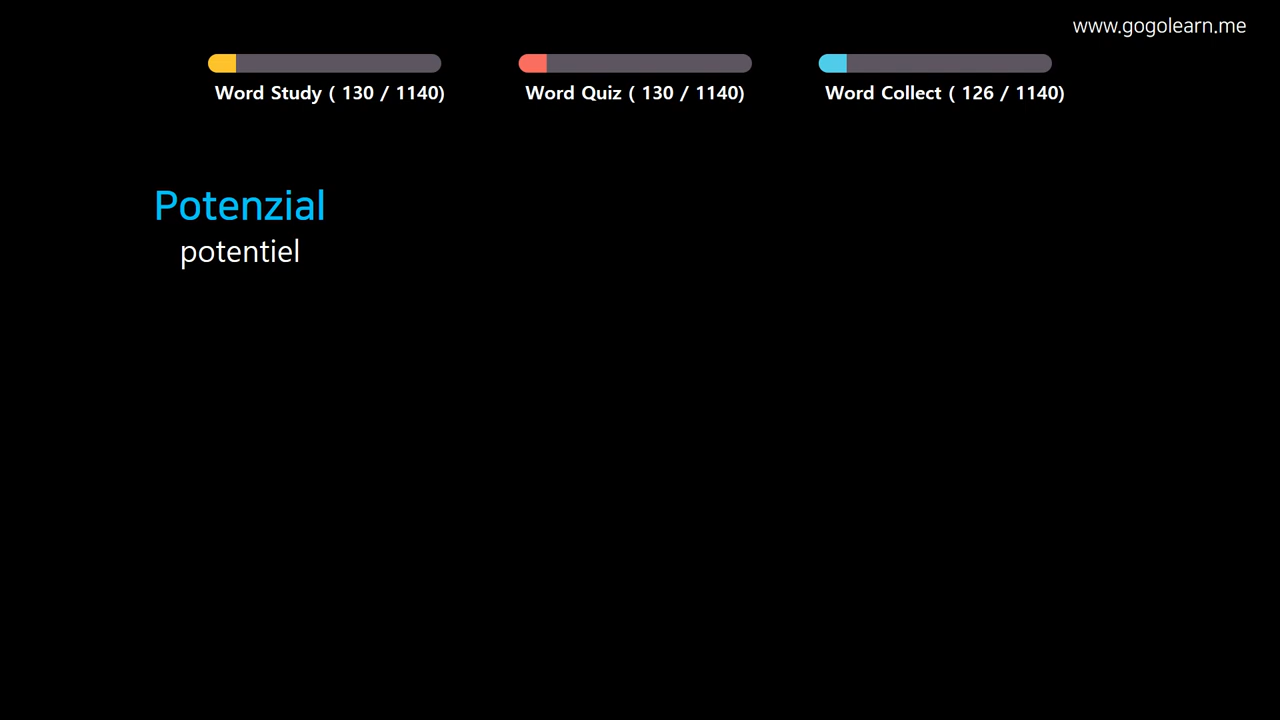 www.gogolearn.me
Word Study ( 130 / 1140)
Word Quiz ( 130 / 1140)
Word Collect ( 126 / 1140)
Potenzial
potentiel